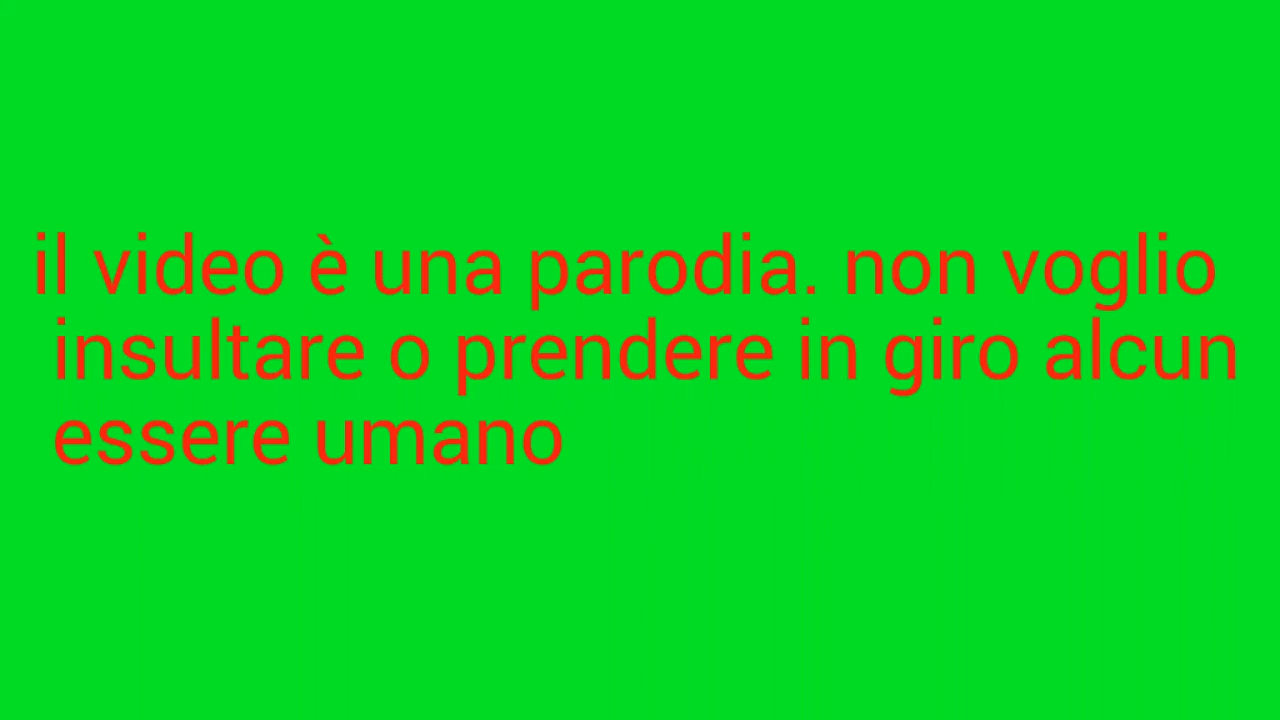 il video è una parodia. non voglio
insultare o prendere in giro alcun
essere umano